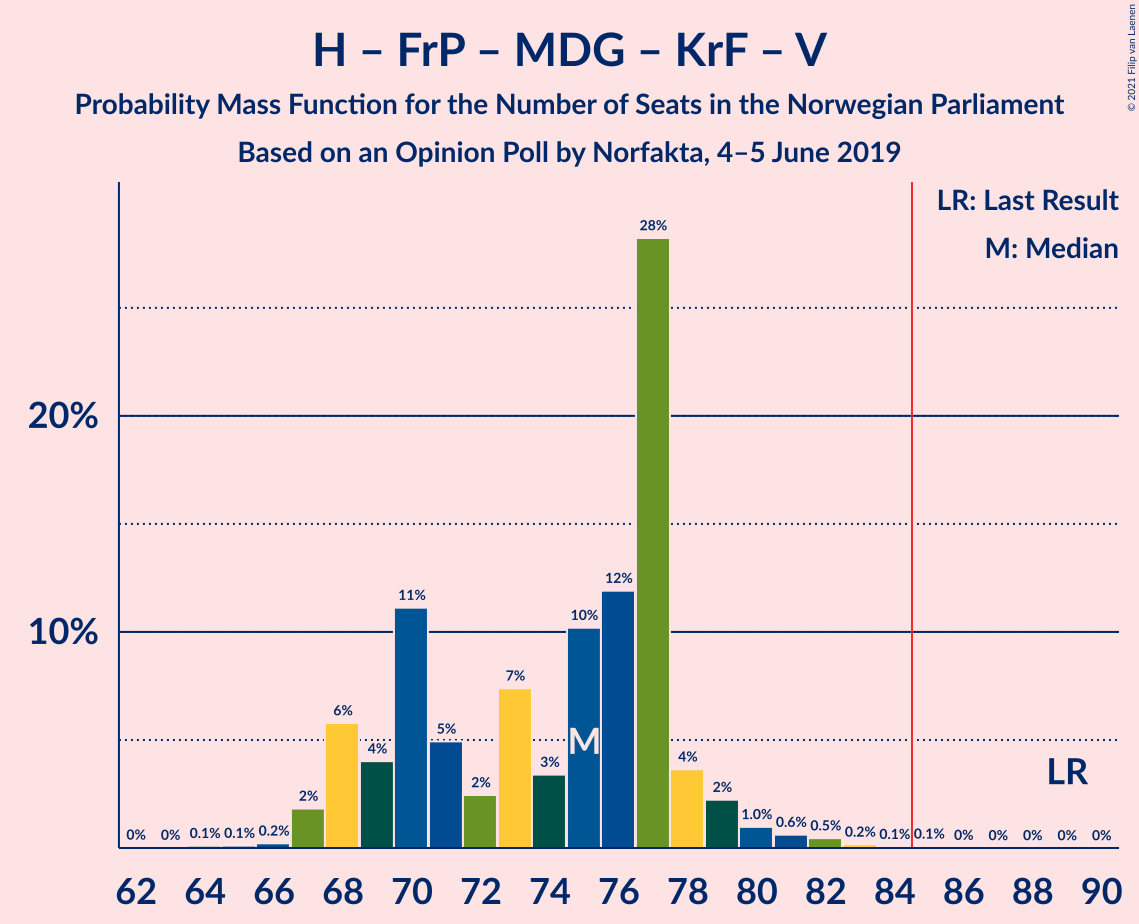 H – FrP – MDG – KrF – V
Probability Mass Function for the Number of Seats in the Norwegian Parliament
Based on an Opinion Poll by Norfakta, 4–5 June 2019
© 2021 Filip van Laenen
LR: Last Result
M: Median
20%
10%
0% 0% 0.1% 0.1% 0.2% 2% 6% 4% 11% 5% 2% 7% 3% 10% 12% 28% 4% 2% 1.0% 0.6% 0.5% 0.2% 0.1% 0.1% 0% 0% 0% 0% 0%
M
LR
62 64 66 68 70 72 74 76 78 80 82 84 86 88 90